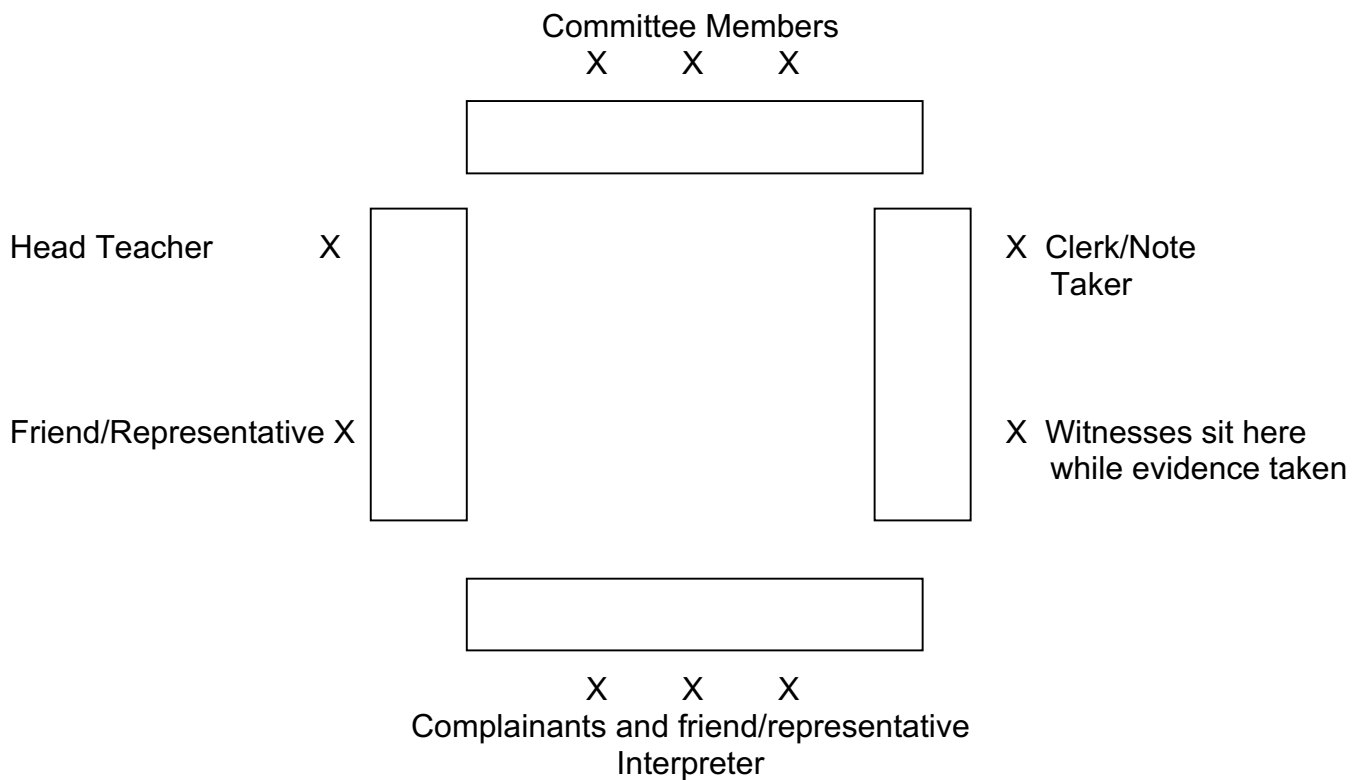 Committee Members
X X X
Head Teacher X
X Clerk/Note
Taker
Friend/Representative X
X Witnesses sit here
while evidence taken
X X X
Complainants and friend/representative
Interpreter